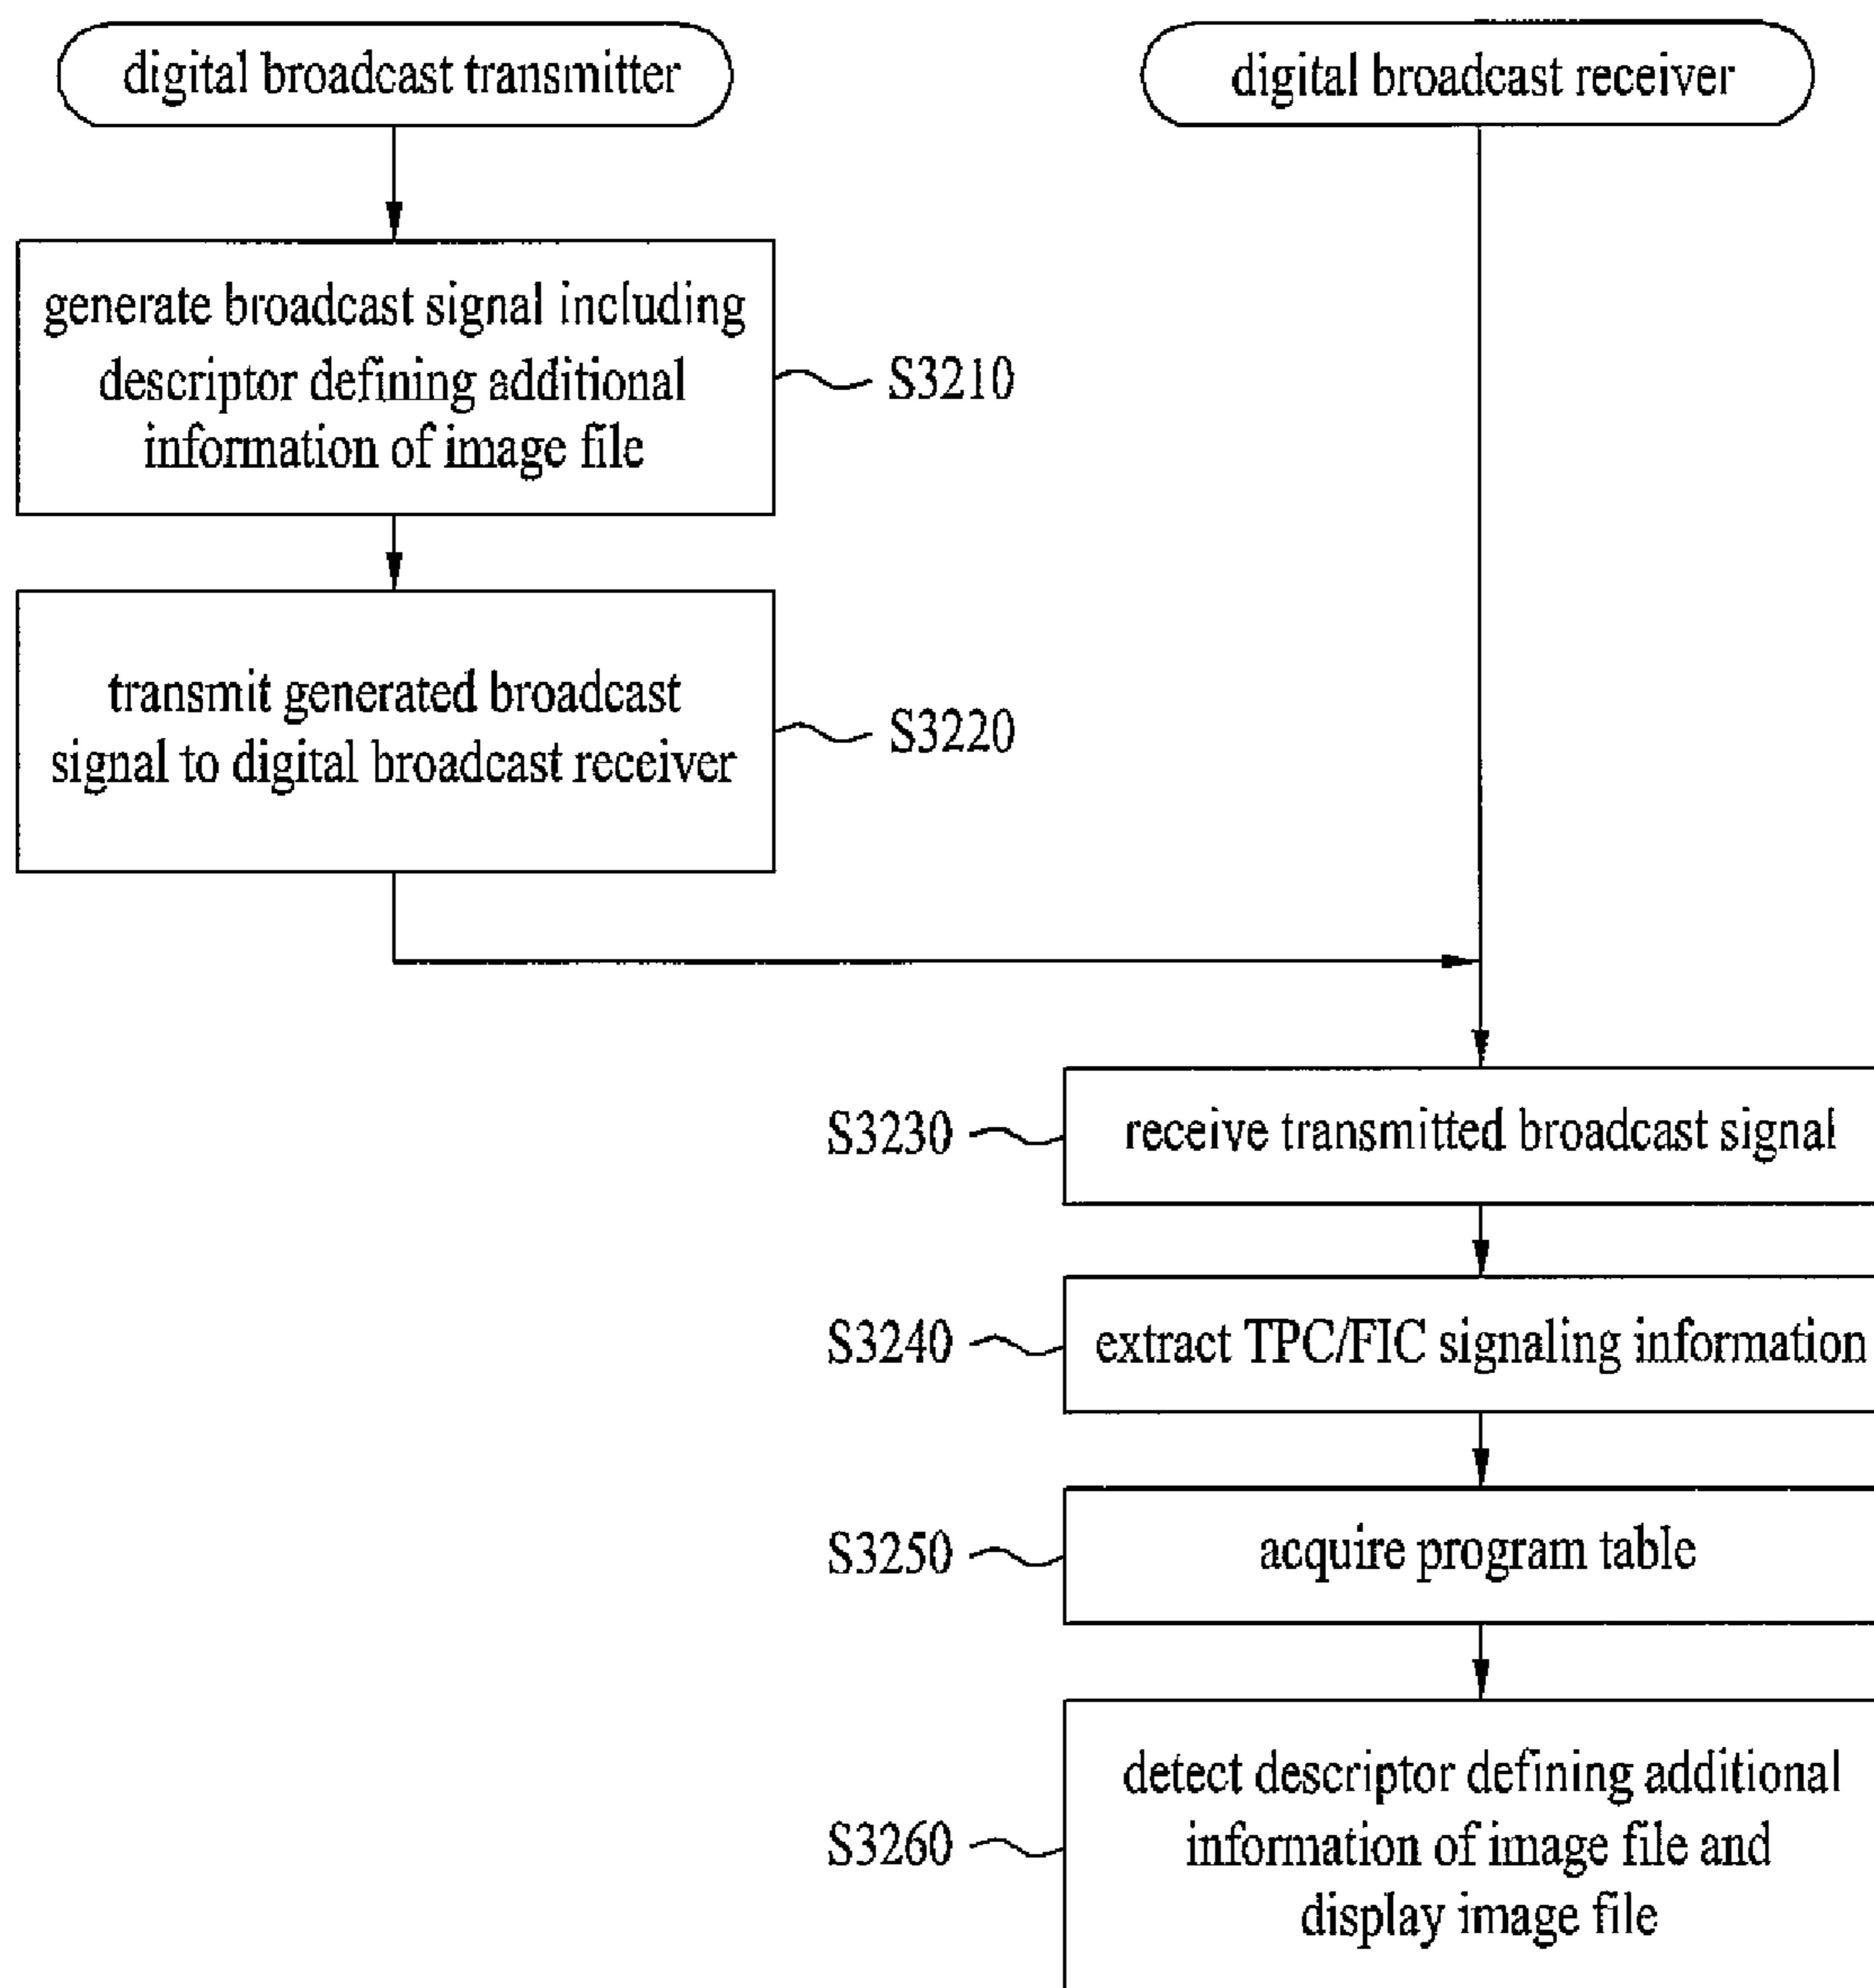 digital broadcast transmitter
digital broadcast receiver
generate broadcast signal including
descriptor defining additional
information of image file
S3210
transmit generated broadcast
signal to digital broadcast receiver
S3220
S3230
receive transmitted broadcast signal
S3240
extract TPC/FIC signaling information
S3250
acquire program table
S3260
detect descriptor defining additional
information of image file and
display image file